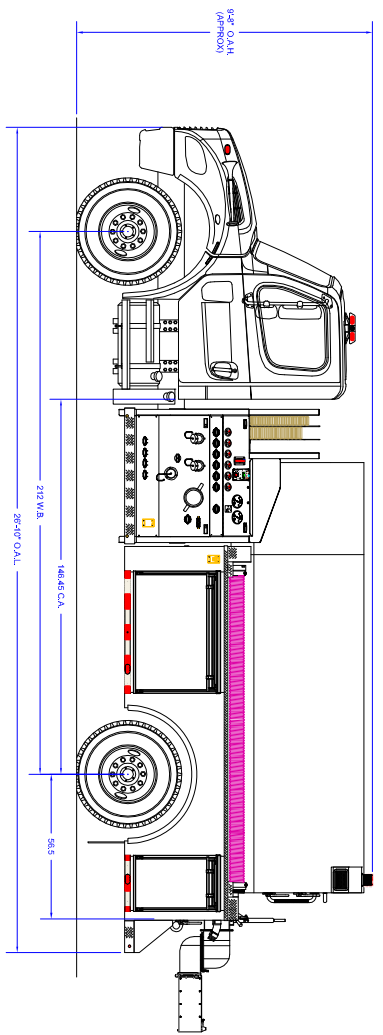 9'-8" O.A.H.
(APPROX)
212 W.B.
26'-10" O.A.L.
146.45 C.A.
56.5